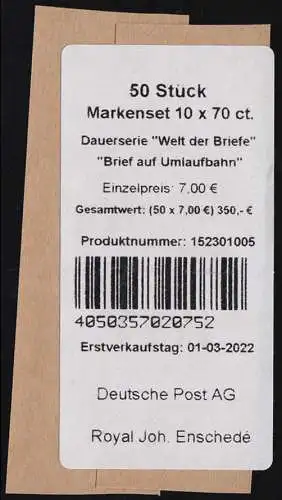 50 Stück
Markenset 10 x 70 ct.
Dauerserie "Welt der Briefe"
"Brief auf Umlaufbahn"
Einzelpreis: 7,00 €
Gesamtwert: (50 x 7,00 €) 350,- €
Produktnummer: 152301005
4050357020752
Erstverkaufstag: 01-03-2022
Deutsche Post AG
Royal Joh. Enschedé